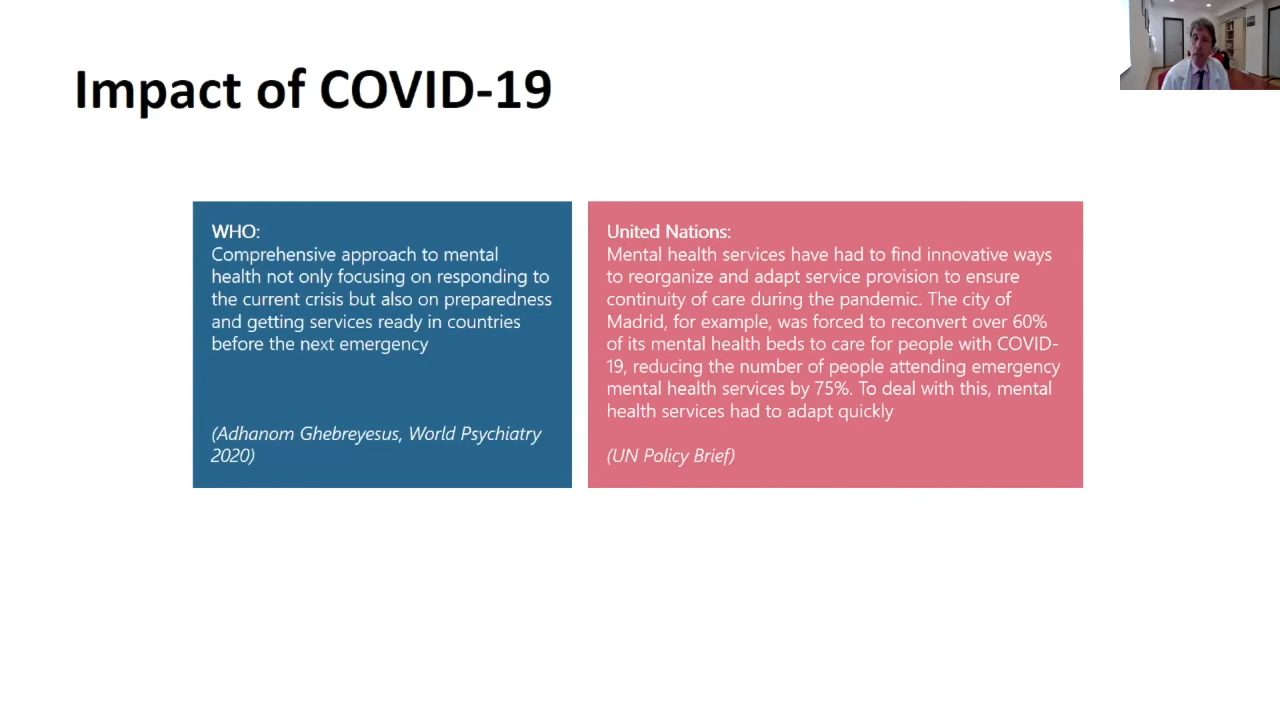 Impact of COVID-19
WHO:
Comprehensive approach to mental
health not only focusing on responding to
the current crisis but also on preparedness
and getting services ready in countries
before the next emergency
(Adhanom Ghebreyesus, World Psychiatry
2020)
United Nations:
Mental health services have had to find innovative ways
to reorganize and adapt service provision to ensure
continuity of care during the pandemic. The city of
Madrid, for example, was forced to reconvert over 60%
of its mental health beds to care for people with COVID-
19, reducing the number of people attending emergency
mental health services by 75%. To deal with this, mental
health services had to adapt quickly
(UN Policy Brief)